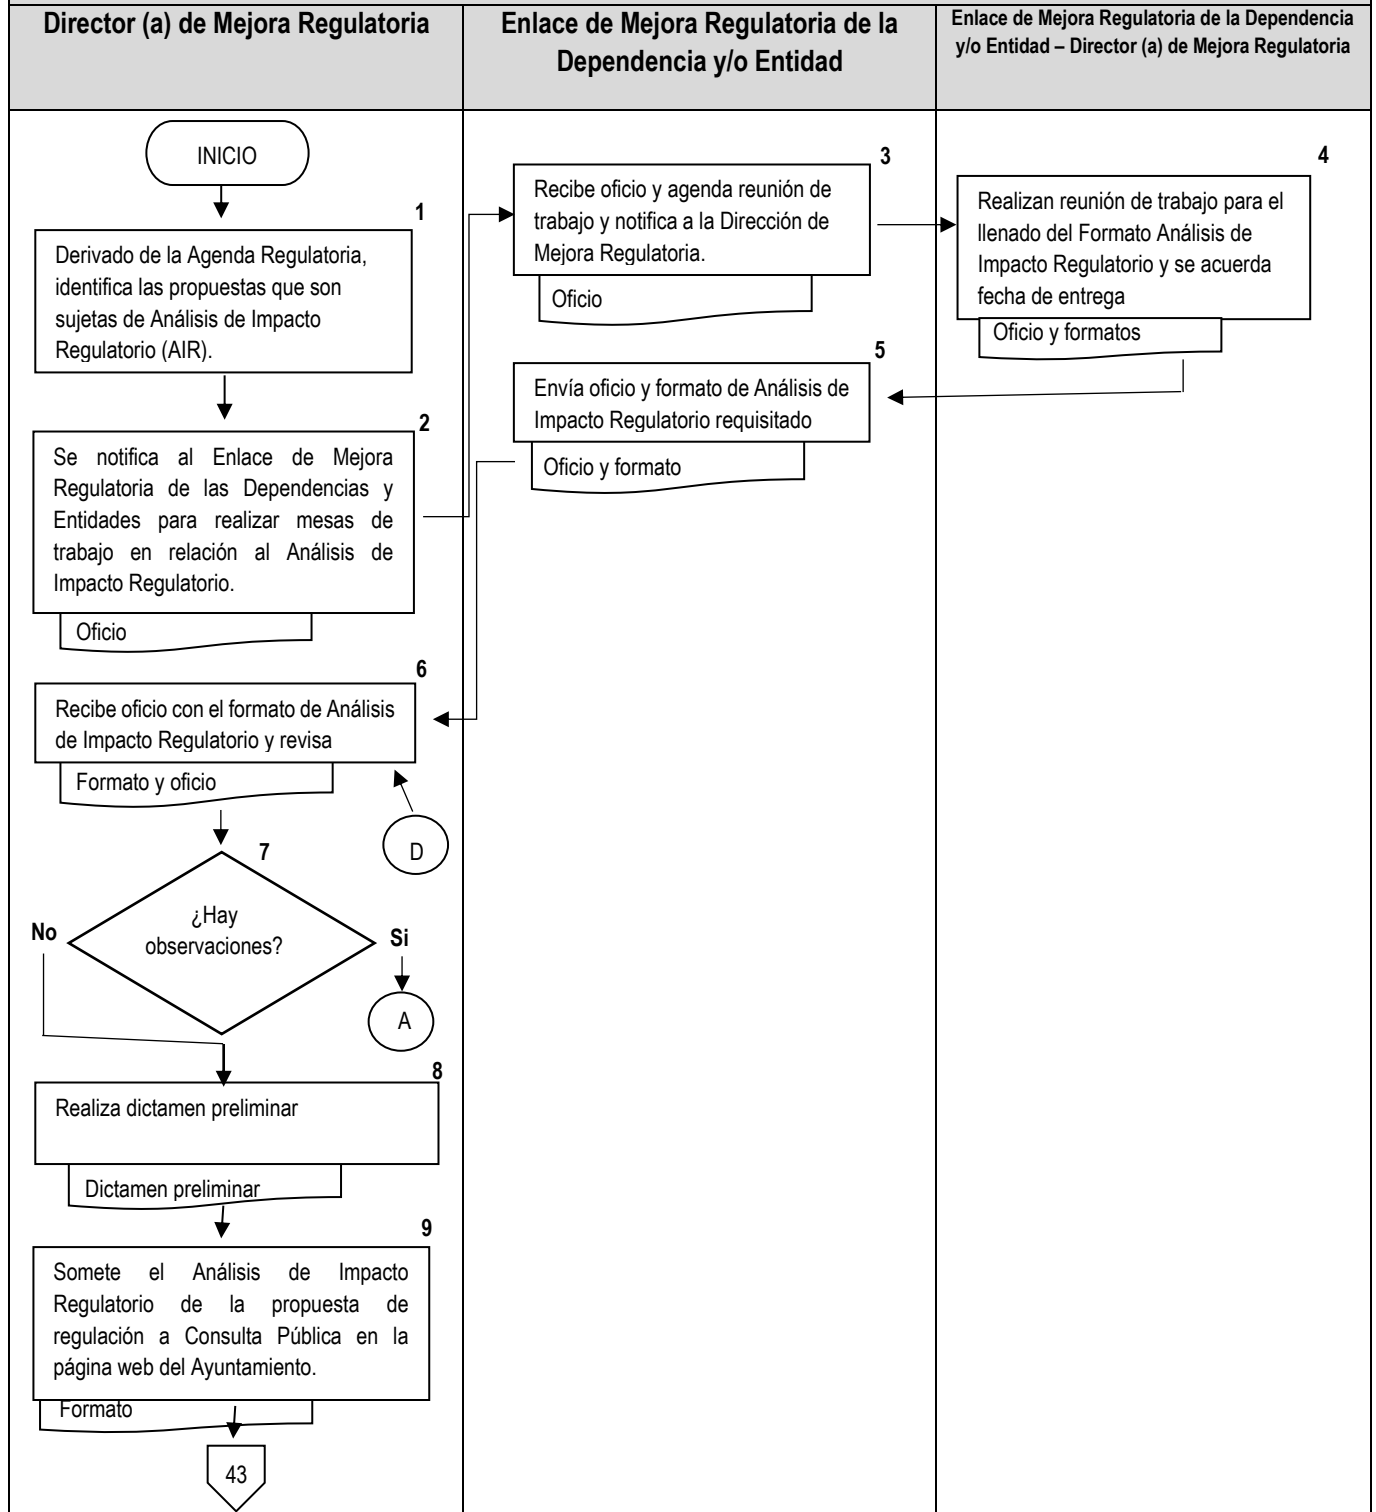 Director (a) de Mejora Regulatoria
Enlace de Mejora Regulatoria de la
Dependencia y/o Entidad
Enlace de Mejora Regulatoria de la Dependencia
y/o Entidad – Director (a) de Mejora Regulatoria
INICIO
1
Derivado de la Agenda Regulatoria,
identifica las propuestas que son
sujetas de Análisis de Impacto
Regulatorio (AIR).
2
Se notifica al Enlace de Mejora
Regulatoria de las Dependencias y
Entidades para realizar mesas de
trabajo en relación al Análisis de
Impacto Regulatorio.
Oficio
3
Recibe oficio y agenda reunión de
trabajo y notifica a la Dirección de
Mejora Regulatoria.
Oficio
4
Realizan reunión de trabajo para el
llenado del Formato Análisis de
Impacto Regulatorio y se acuerda
fecha de entrega
Oficio y formatos
5
Envía oficio y formato de Análisis de
Impacto Regulatorio requisitado
Oficio y formato
6
Recibe oficio con el formato de Análisis
de Impacto Regulatorio y revisa
Formato y oficio
D
7
¿Hay
observaciones?
No
Si
A
8
Realiza dictamen preliminar
Dictamen preliminar
9
Somete el Análisis de Impacto
Regulatorio de la propuesta de
regulación a Consulta Pública en la
página web del Ayuntamiento.
Formato
43